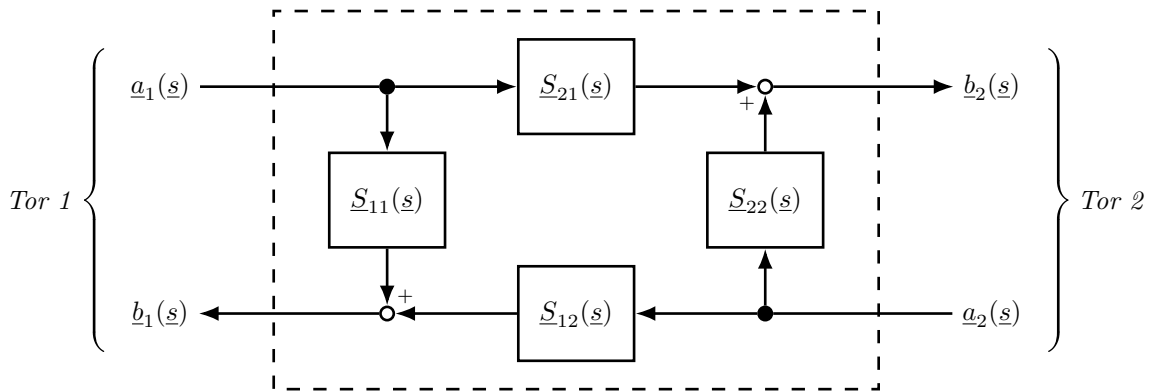 a₁(s) S₂₁(s) b₂(s)
+
Tor 1 S₁₁(s) S₂₂(s) Tor 2
+
b₁(s) S₁₂(s) a₂(s)